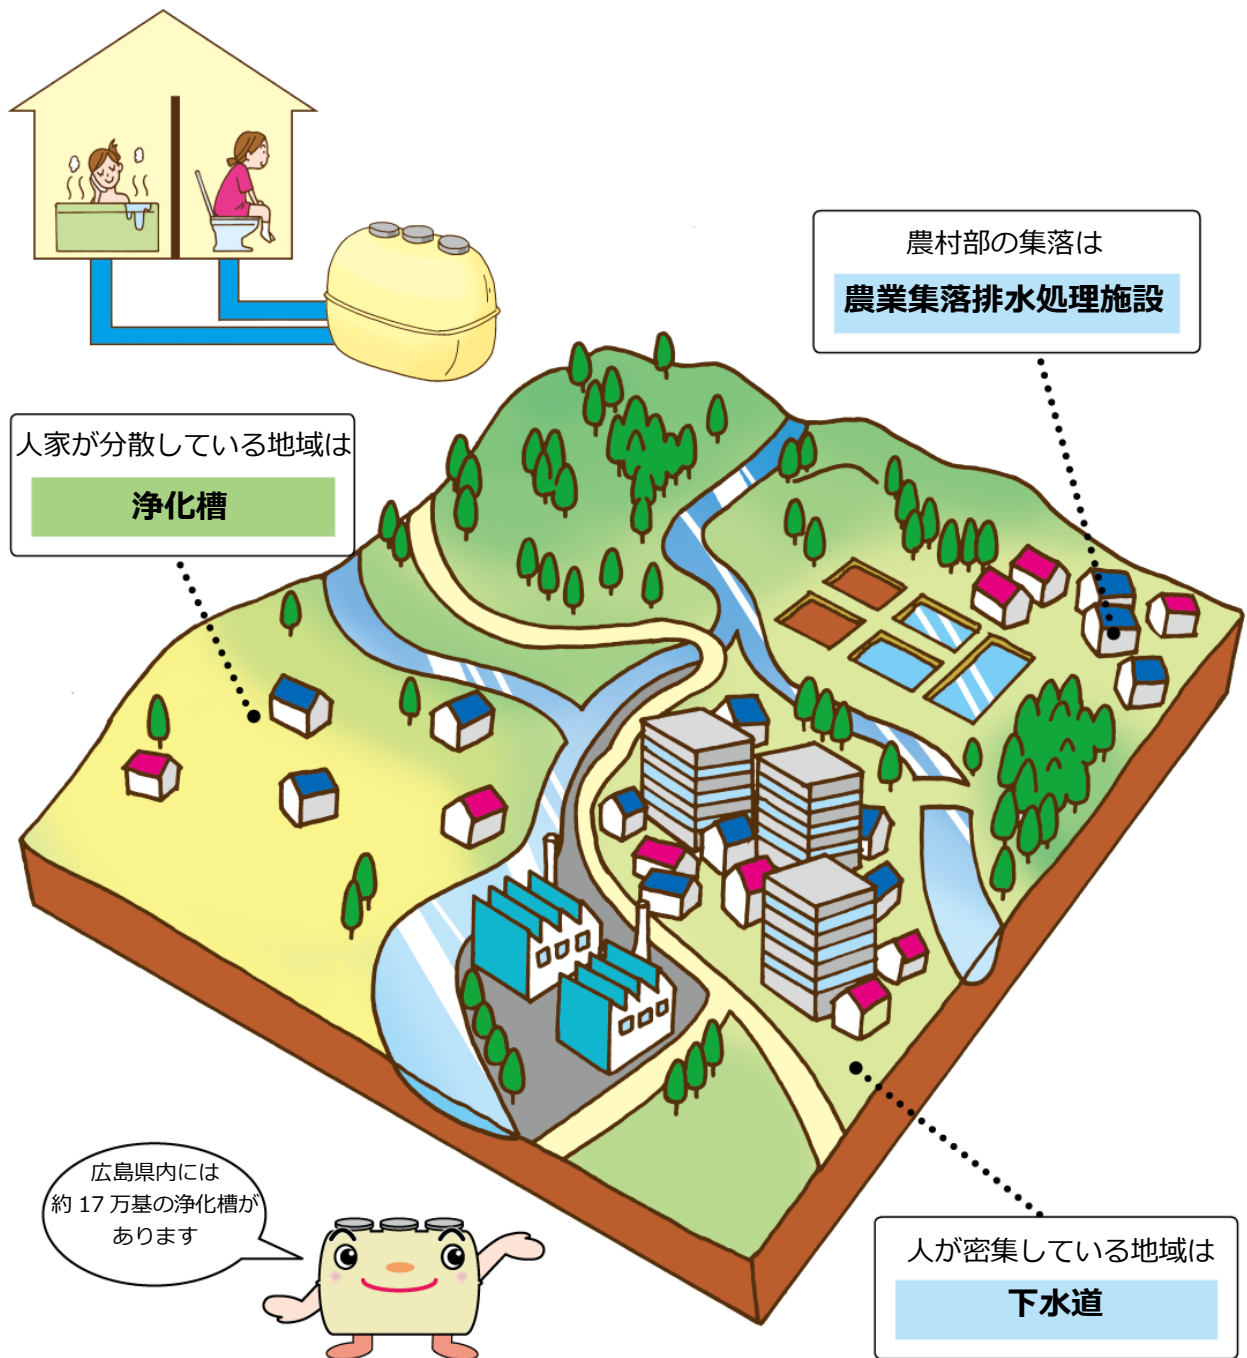 農村部の集落は
農業集落排水処理施設
人家が分散している地域は
浄化槽
広島県内には
約 17 万基の浄化槽が
あります
人が密集している地域は
下水道